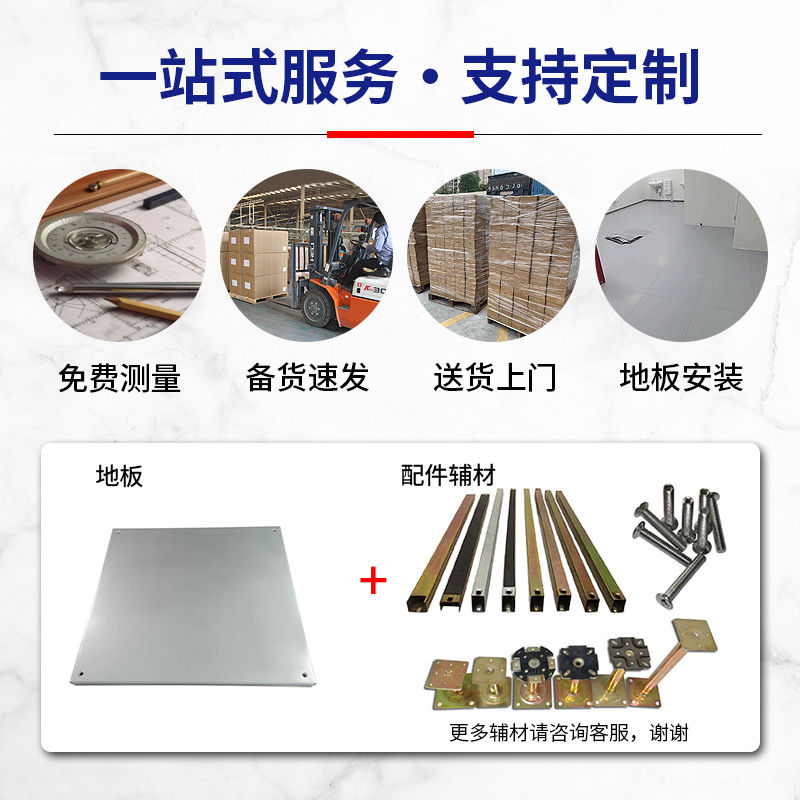 一站式服务·支持定制
免费测量
备货速发
送货上门
地板安装
地板
配件辅材
更多辅材请咨询客服，谢谢